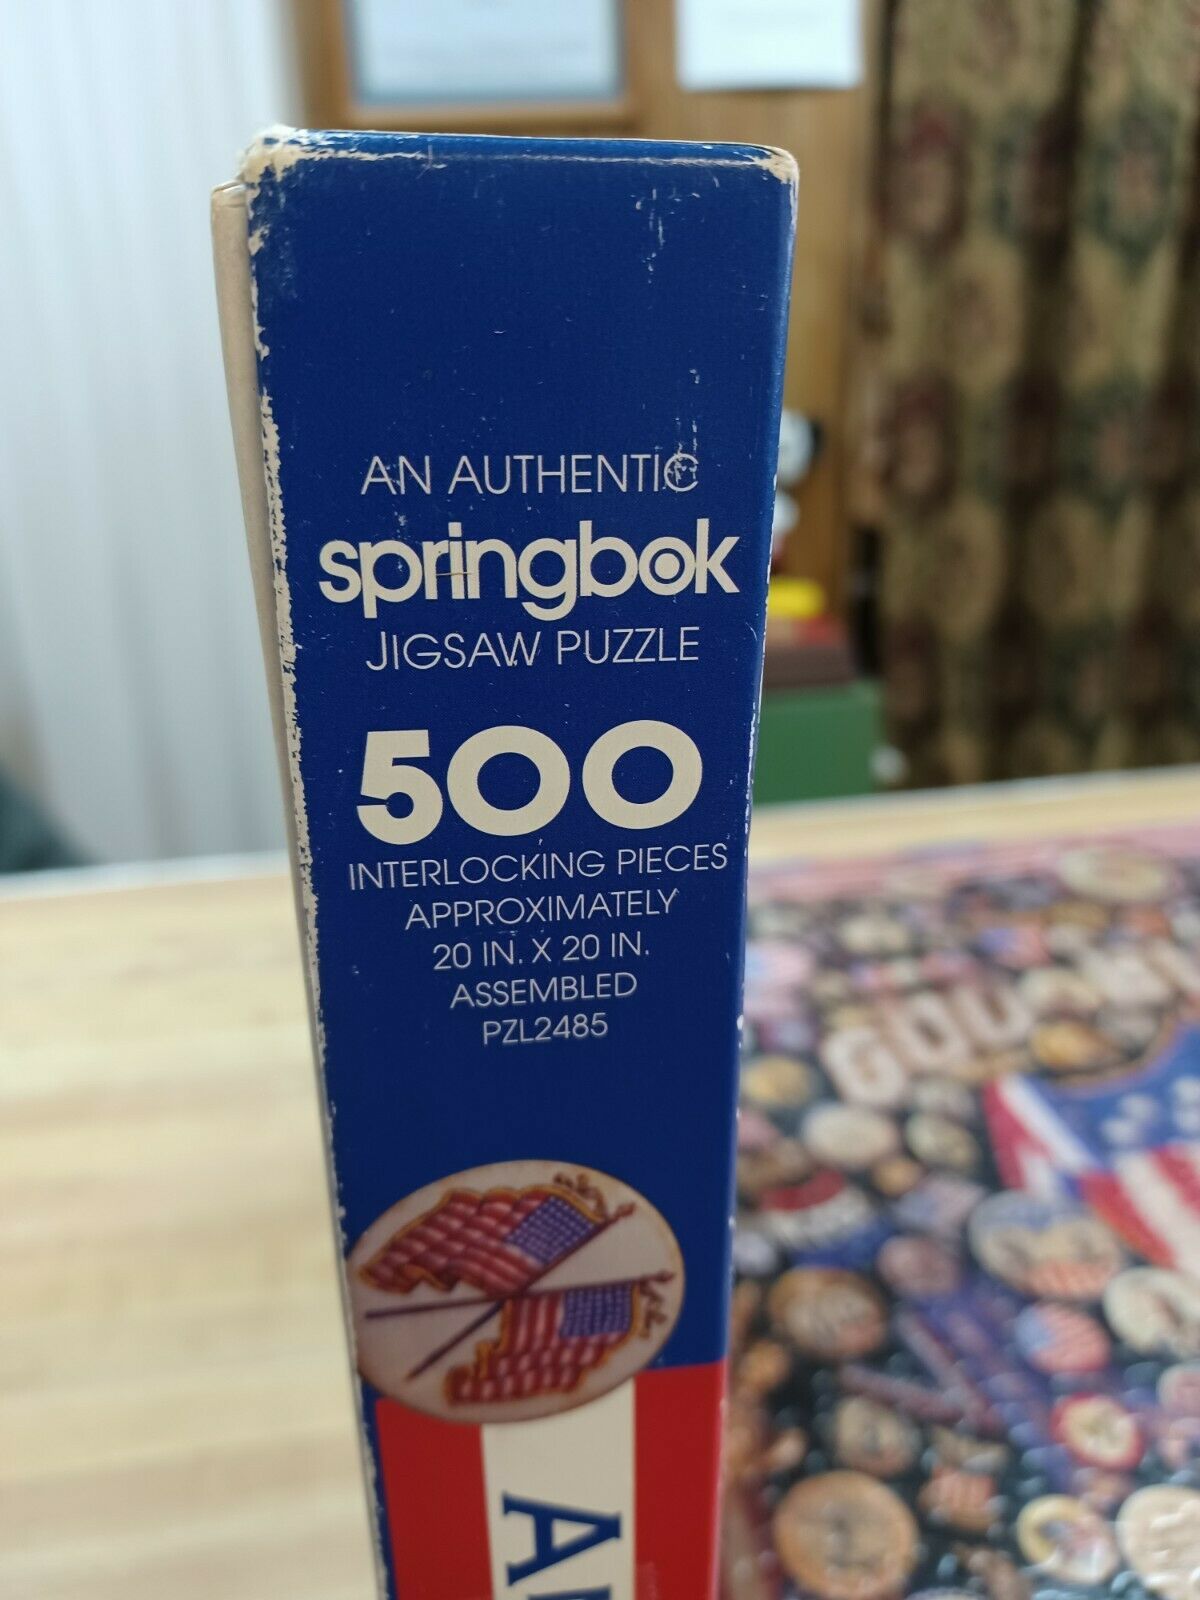 AN AUTHENTIC
springbok
JIGSAW PUZZLE
500
INTERLOCKING PIECES
APPROXIMATELY
20 IN. X 20 IN.
ASSEMBLED
PZL2485